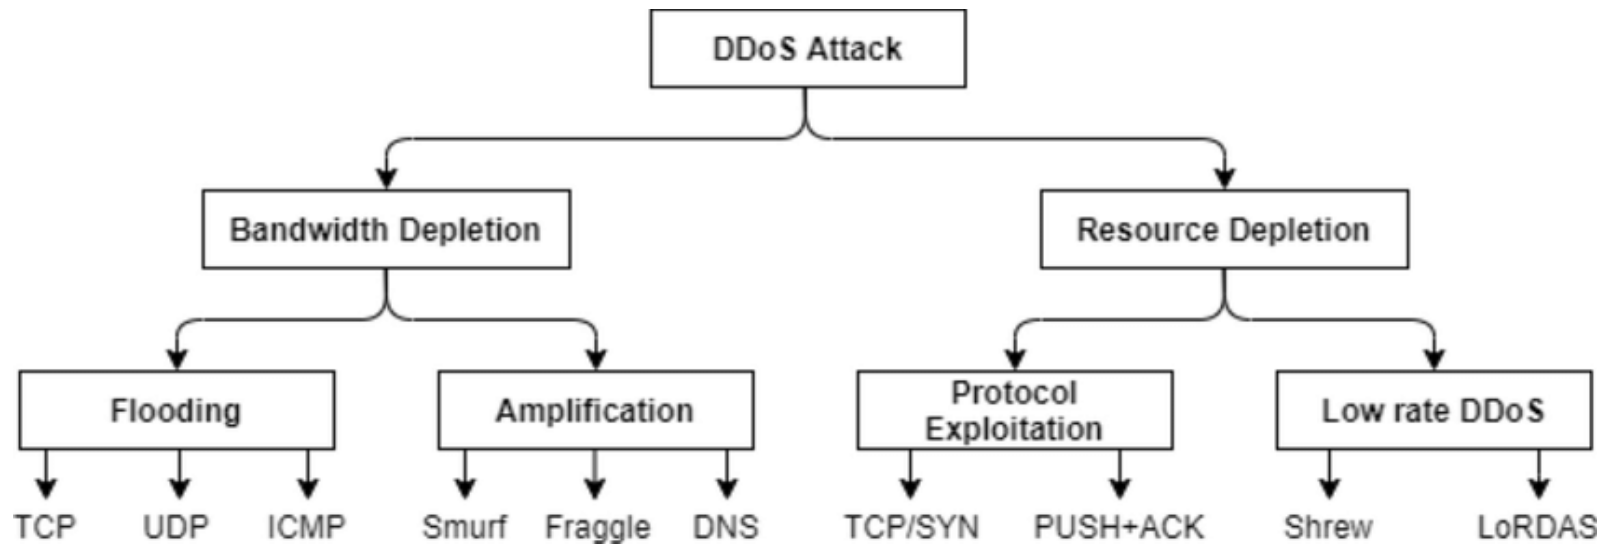 DDoS Attack
Bandwidth Depletion
Resource Depletion
Flooding
Amplification
Protocol
Exploitation
Low rate DDoS
TCP
UDP
ICMP
Smurf
Fraggle
DNS
TCP/SYN
PUSH+ACK
Shrew
LoRDAS